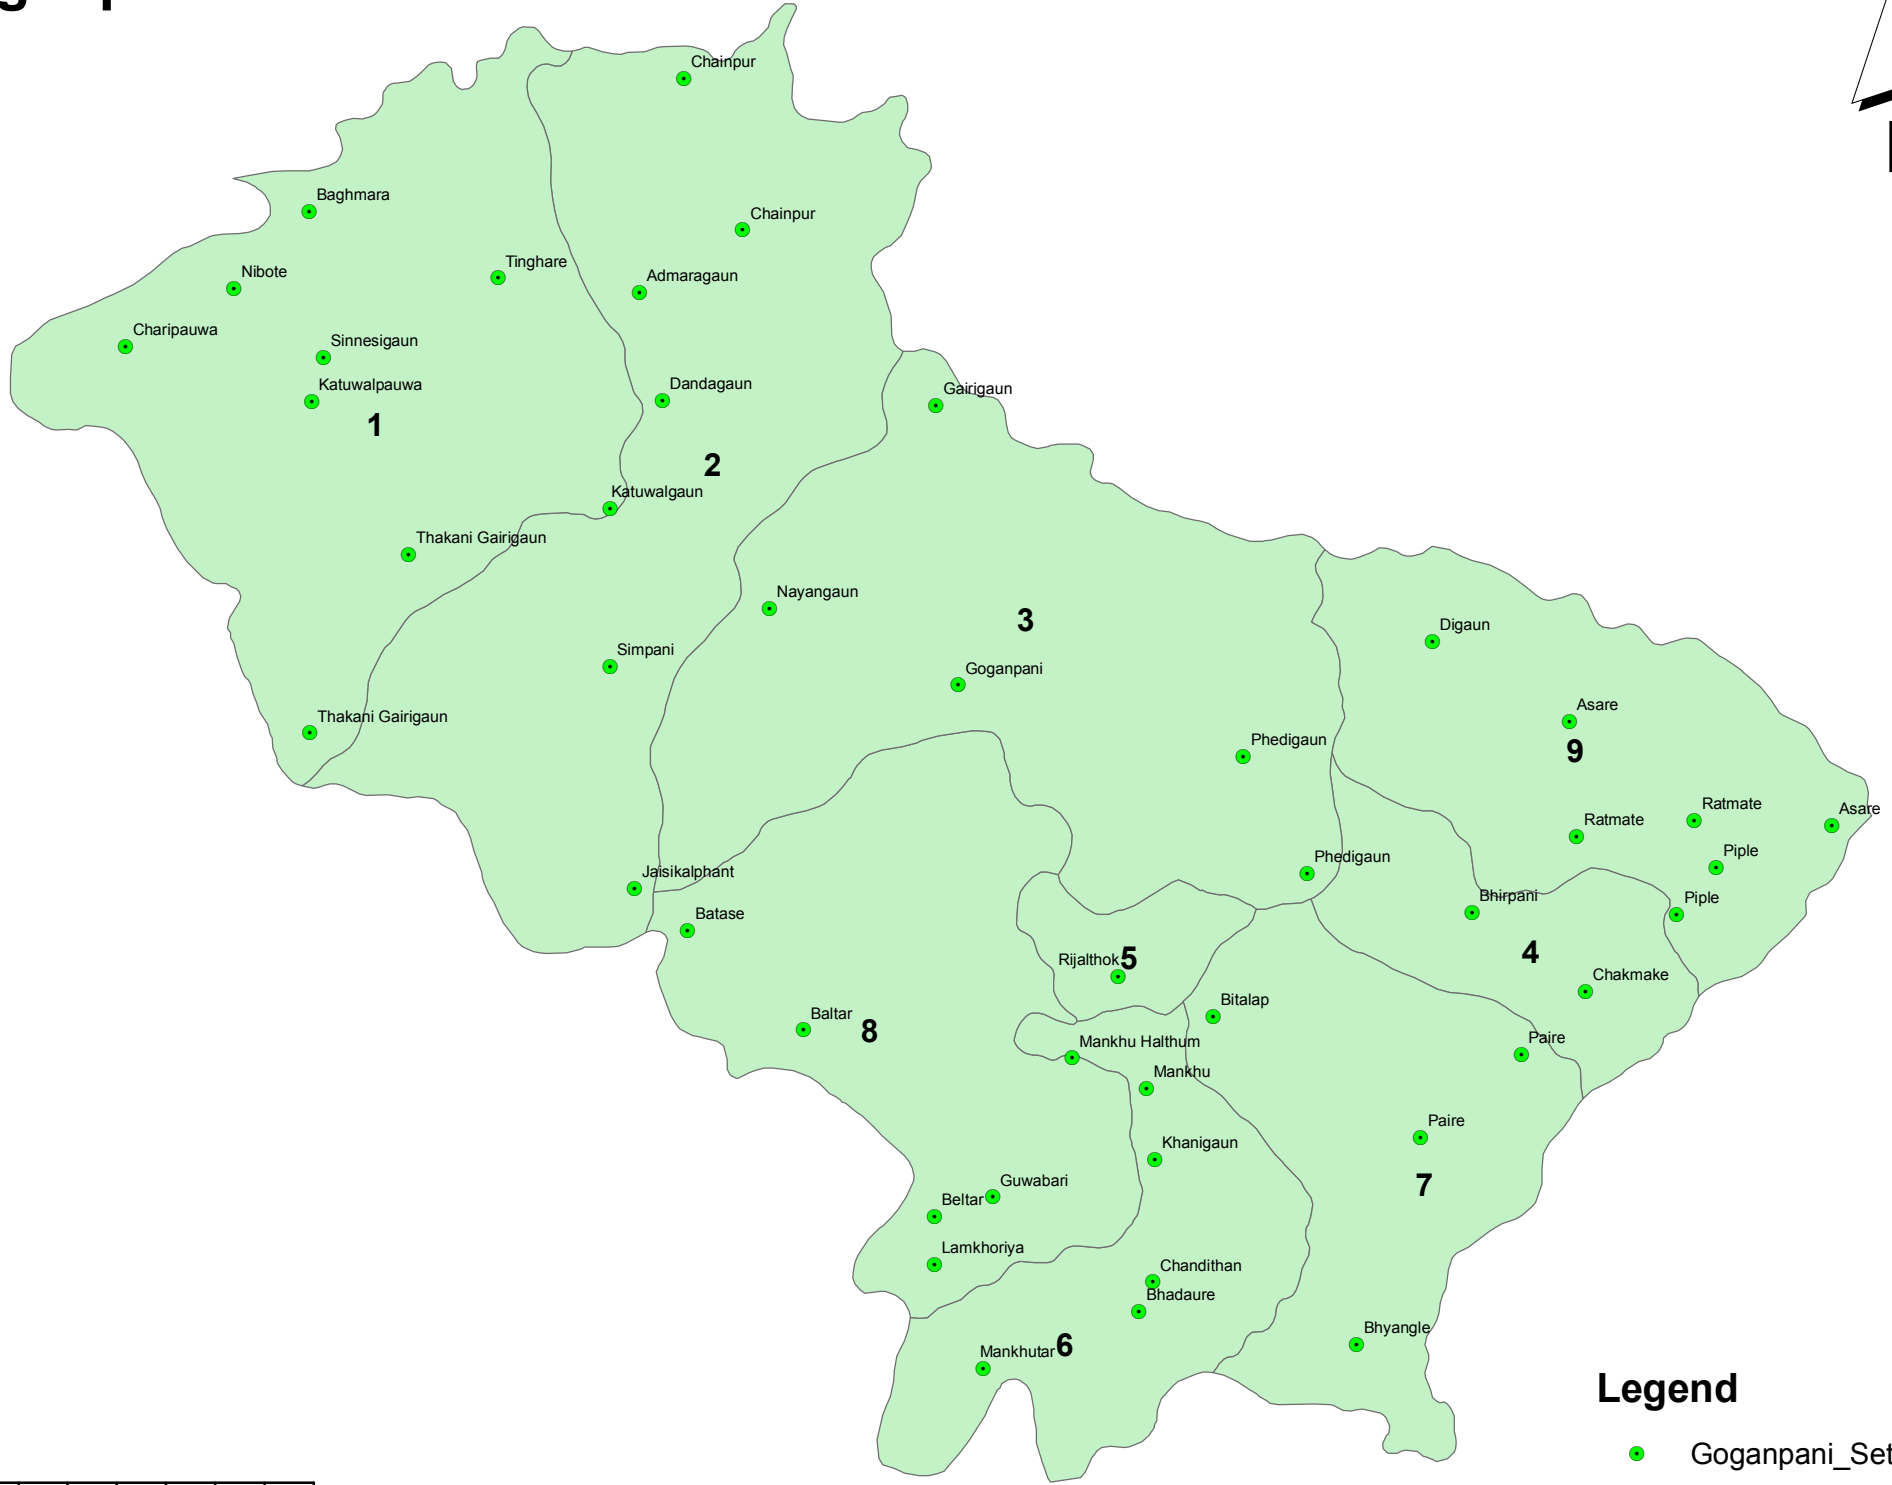 Chainpur
Baghmara
Chainpur
Tinghare
Nibote
Admaragaun
Charipauwa
Sinnesigaun
Katuwalpauwa
Dandagaun
Gairigaun
1
2
Katuwalgaun
Thakani Gairigaun
Nayangaun
3
Digaun
Simpani
Goganpani
Asare
Thakani Gairigaun
Phedigaun
9
Ratmate
Asare
Ratmate
Piple
Phedigaun
Jaisikalphant
Bhirpani
Piple
Batase
4
5
Rijalthok
Chakmake
Bitalap
Baltar
8
Paire
Mankhu Halthum
Mankhu
Paire
Khanigaun
Guwabari
7
Beltar
Lamkhoriya
Chandithan
Bhadaure
Bhyangle
6
Mankhutar
Legend
Goganpani_Set